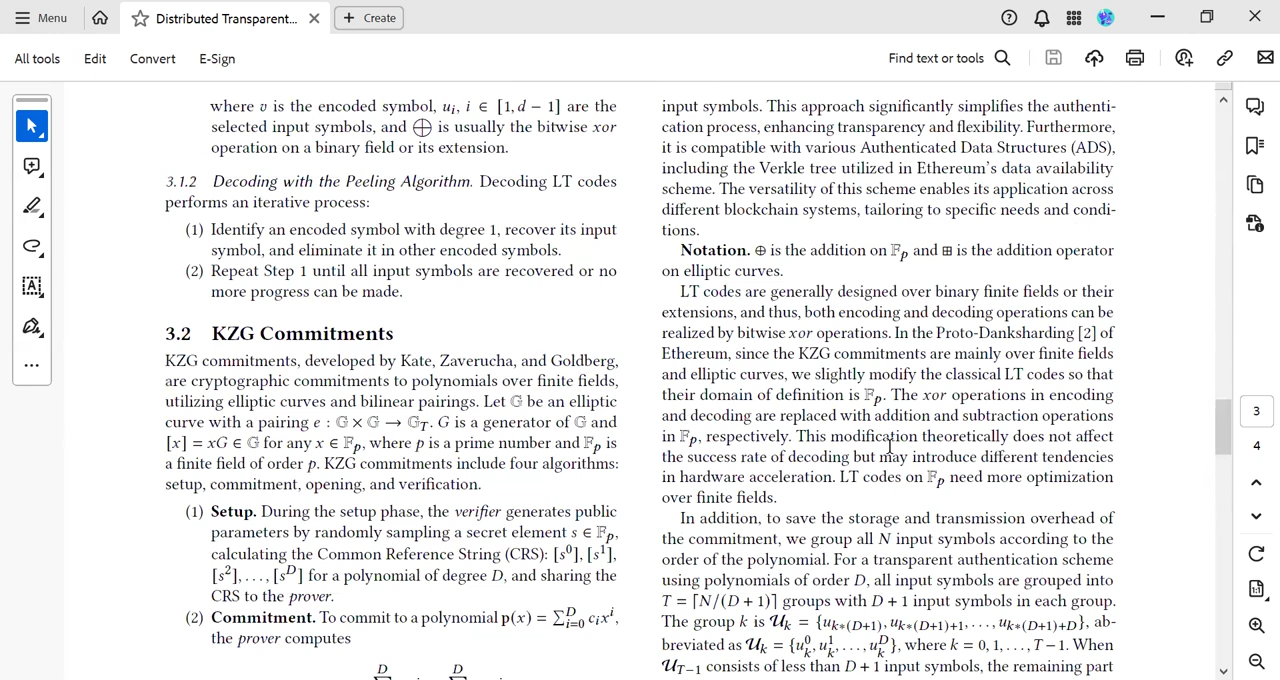 Menu
Distributed Transparent...
Create
All tools
Edit
Convert
E-Sign
Find text or tools
where v is the encoded symbol, uᵢ, i ∈ [1, d − 1] are the
selected input symbols, and ⊕ is usually the bitwise xor
operation on a binary field or its extension.
3.1.2 Decoding with the Peeling Algorithm. Decoding LT codes
performs an iterative process:
(1) Identify an encoded symbol with degree 1, recover its input
symbol, and eliminate it in other encoded symbols.
(2) Repeat Step 1 until all input symbols are recovered or no
more progress can be made.
3.2 KZG Commitments
KZG commitments, developed by Kate, Zaverucha, and Goldberg,
are cryptographic commitments to polynomials over finite fields,
utilizing elliptic curves and bilinear pairings. Let 𝔾 be an elliptic
curve with a pairing e : 𝔾 × 𝔾 → 𝔾_T. G is a generator of 𝔾 and
[x] = xG ∈ 𝔾 for any x ∈ 𝔽_p, where p is a prime number and 𝔽_p is
a finite field of order p. KZG commitments include four algorithms:
setup, commitment, opening, and verification.
(1) Setup. During the setup phase, the verifier generates public
parameters by randomly sampling a secret element s ∈ 𝔽_p,
calculating the Common Reference String (CRS): [s⁰], [s¹],
[s²], . . . , [s^D] for a polynomial of degree D, and sharing the
CRS to the prover.
(2) Commitment. To commit to a polynomial p(x) = ∑_{i=0}^{D} cᵢxⁱ,
the prover computes
D D
input symbols. This approach significantly simplifies the authenti-
cation process, enhancing transparency and flexibility. Furthermore,
it is compatible with various Authenticated Data Structures (ADS),
including the Verkle tree utilized in Ethereum's data availability
scheme. The versatility of this scheme enables its application across
different blockchain systems, tailoring to specific needs and condi-
tions.
Notation. ⊕ is the addition on 𝔽_p and ⊞ is the addition operator
on elliptic curves.
LT codes are generally designed over binary finite fields or their
extensions, and thus, both encoding and decoding operations can be
realized by bitwise xor operations. In the Proto-Danksharding [2] of
Ethereum, since the KZG commitments are mainly over finite fields
and elliptic curves, we slightly modify the classical LT codes so that
their domain of definition is 𝔽_p. The xor operations in encoding
and decoding are replaced with addition and subtraction operations
in 𝔽_p, respectively. This modification theoretically does not affect
the success rate of decoding but may introduce different tendencies
in hardware acceleration. LT codes on 𝔽_p need more optimization
over finite fields.
In addition, to save the storage and transmission overhead of
the commitment, we group all N input symbols according to the
order of the polynomial. For a transparent authentication scheme
using polynomials of order D, all input symbols are grouped into
T = ⌈N/(D + 1)⌉ groups with D + 1 input symbols in each group.
The group k is 𝓤_k = {u_{k∗(D+1)}, u_{k∗(D+1)+1}, . . . , u_{k∗(D+1)+D}}, ab-
breviated as 𝓤_k = {u_k^0, u_k^1, . . . , u_k^D}, where k = 0, 1, . . . , T − 1. When
𝓤_{T−1} consists of less than D + 1 input symbols, the remaining part
3
4
1:1